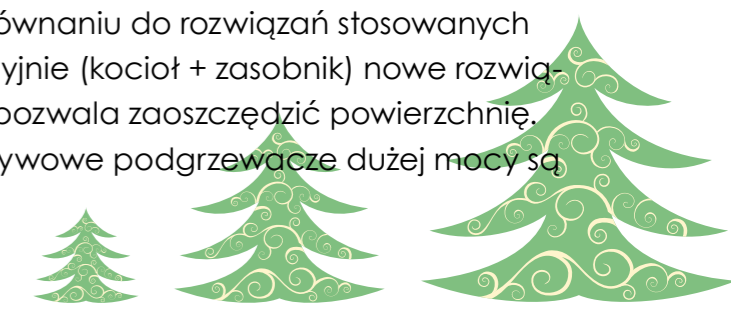 ównaniu do rozwiązań stosowanych
yjnie (kocioł + zasobnik) nowe rozwią-
pozwala zaoszczędzić powierzchnię.
ywowe podgrzewacze dużej mocy są